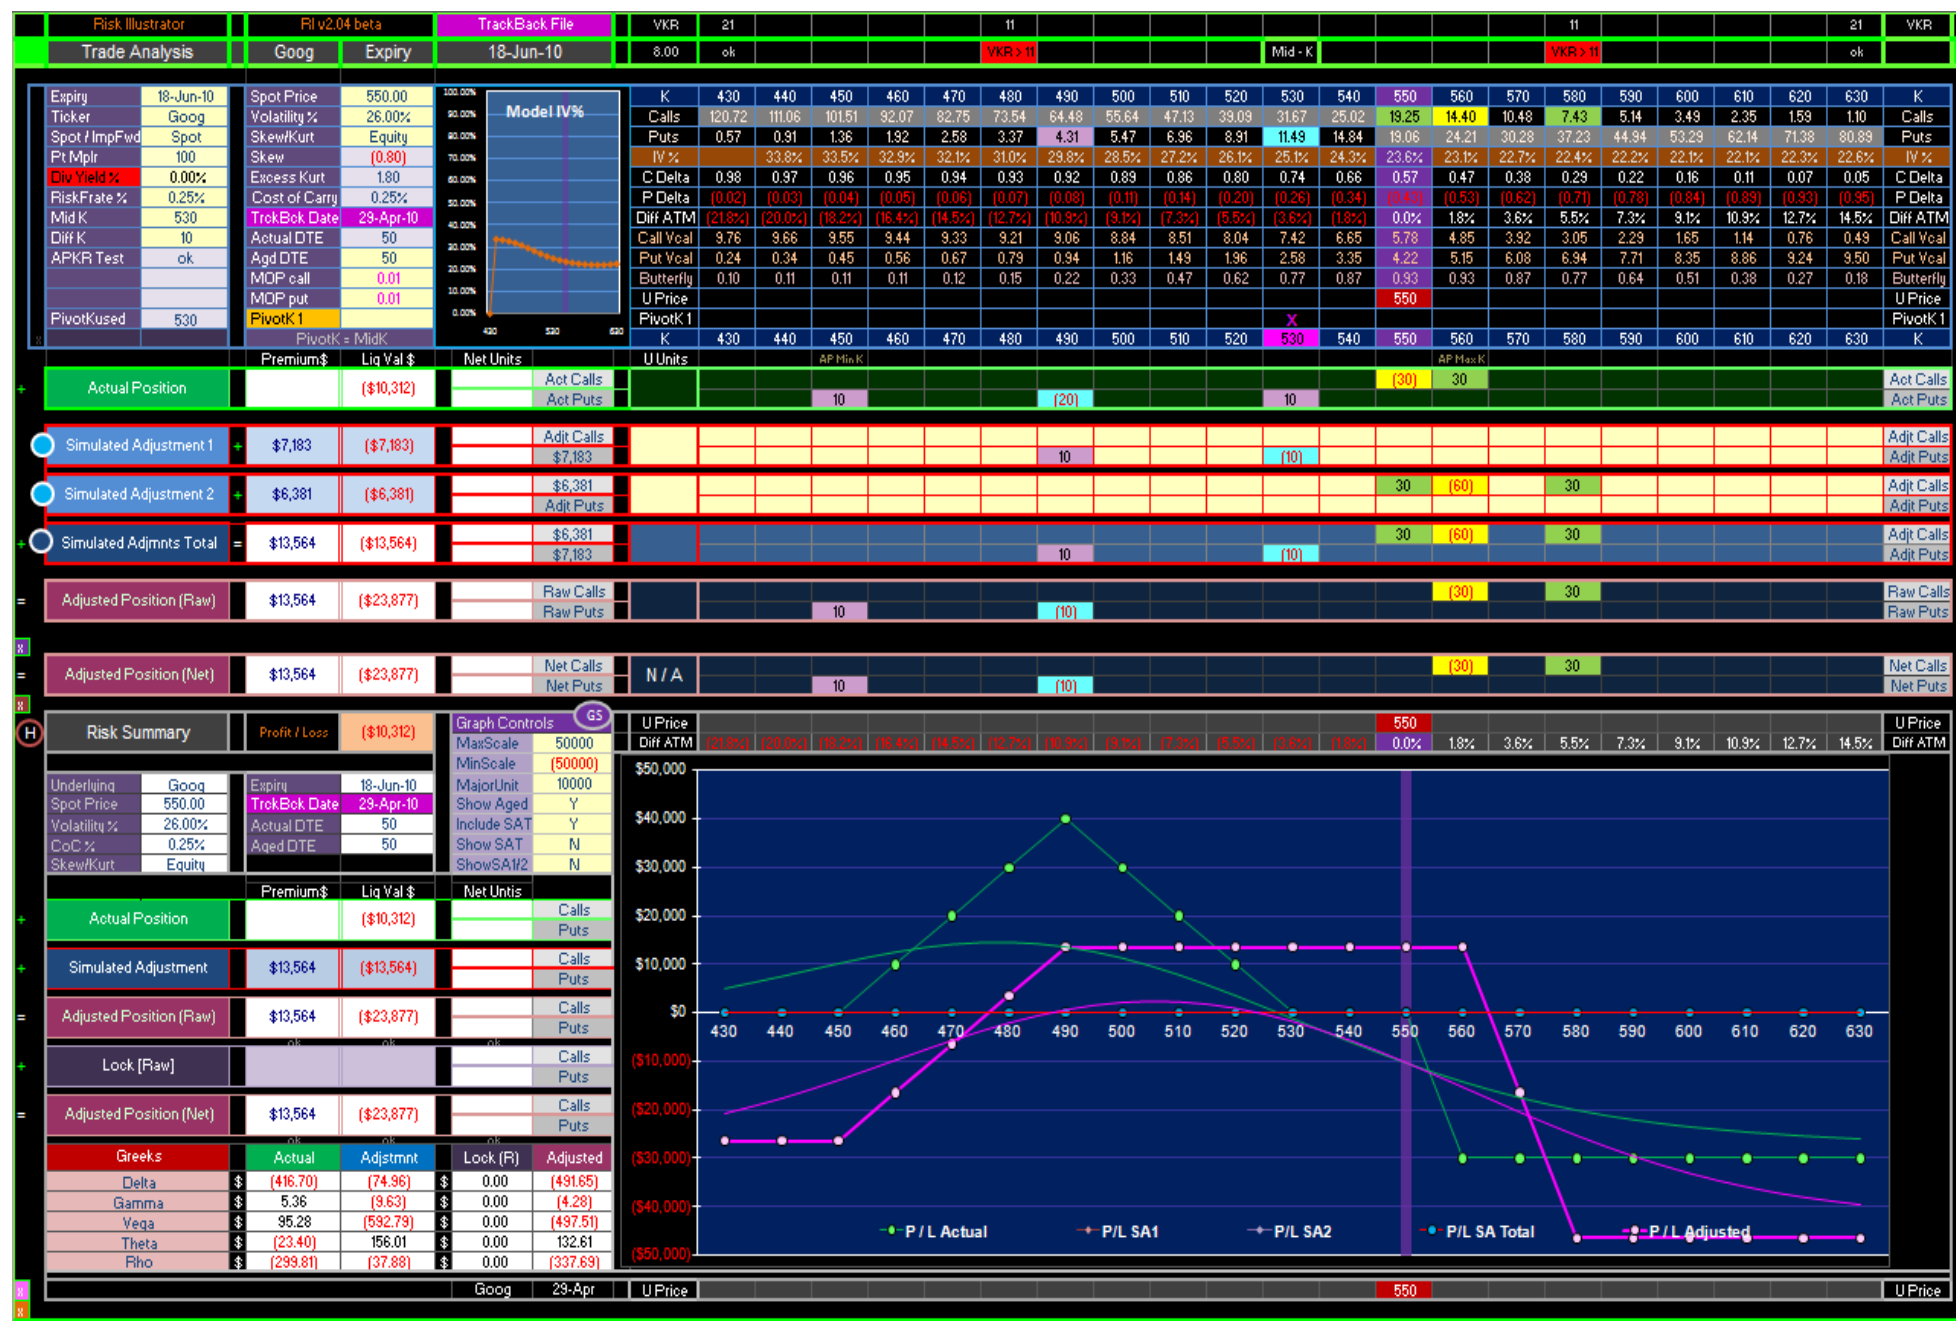 Risk Illustrator RI v2.04 beta TrackBack File VKR 21 11 11 21 VKR
Trade Analysis Goog Expiry 18-Jun-10 8.00 ok VKR > 11 Mid - K VKR > 11 ok
Expiry 18-Jun-10 Spot Price 550.00 K 430 440 450 460 470 480 490 500 510 520 530 540 550 560 570 580 590 600 610 620 630 K
Ticker Goog Volatility % 26.00% Calls 120.72 111.06 101.51 92.07 82.75 73.54 64.48 55.64 47.13 39.09 31.67 25.02 19.25 14.40 10.48 7.43 5.14 3.49 2.35 1.59 1.10 Calls
Spot / ImpFwd Spot Skew/Kurt Equity Puts 0.57 0.91 1.36 1.92 2.58 3.37 4.31 5.47 6.96 8.91 11.49 14.84 19.06 24.21 30.28 37.23 44.94 53.29 62.14 71.38 80.89 Puts
Pt Mplr 100 Skew (0.80) IV % 33.8% 33.5% 32.9% 32.1% 31.0% 29.8% 28.5% 27.2% 26.1% 25.1% 24.3% 23.6% 23.1% 22.7% 22.4% 22.2% 22.1% 22.1% 22.3% 22.6% IV %
Div Yield % 0.00% Excess Kurt 1.80 C Delta 0.98 0.97 0.96 0.95 0.94 0.93 0.92 0.89 0.86 0.80 0.74 0.66 0.57 0.47 0.38 0.29 0.22 0.16 0.11 0.07 0.05 C Delta
RiskFrate % 0.25% Cost of Carry 0.25% P Delta (0.02) (0.03) (0.04) (0.05) (0.06) (0.07) (0.08) (0.11) (0.14) (0.20) (0.26) (0.34) (0.53) (0.62) (0.71) (0.78) (0.84) (0.89) (0.93) (0.95) P Delta
Mid K 530 TrckBck Date 29-Apr-10 Diff ATM (21.8%) (20.0%) (18.2%) (16.4%) (14.5%) (12.7%) (10.9%) (9.1%) (7.3%) (5.5%) (3.6%) (1.8%) 0.0% 1.8% 3.6% 5.5% 7.3% 9.1% 10.9% 12.7% 14.5% Diff ATM
Diff K 10 Actual DTE 50 Call Vcal 9.76 9.66 9.55 9.44 9.33 9.21 9.06 8.84 8.51 8.04 7.42 6.65 5.78 4.85 3.92 3.05 2.29 1.65 1.14 0.76 0.49 Call Vcal
APKR Test ok Agd DTE 50 Put Vcal 0.24 0.34 0.45 0.56 0.67 0.79 0.94 1.16 1.49 1.96 2.58 3.35 4.22 5.15 6.08 6.94 7.71 8.35 8.86 9.24 9.50 Put Vcal
MOP call 0.01 Butterfly 0.10 0.11 0.11 0.11 0.12 0.15 0.22 0.33 0.47 0.62 0.77 0.87 0.93 0.93 0.87 0.77 0.64 0.51 0.38 0.27 0.18 Butterfly
MOP put 0.01 U Price 550 U Price
PivotKused 530 PivotK 1 PivotK 1 X PivotK 1
x PivotK = MidK K 430 440 450 460 470 480 490 500 510 520 530 540 550 560 570 580 590 600 610 620 630 K
Model IV%
100.00%
90.00%
80.00%
70.00%
60.00%
50.00%
40.00%
30.00%
20.00%
10.00%
0.00%
430 530 630
Premium$ Liq Val $ Net Units U Units AP Min K AP Max K
+ Actual Position ($10,312) Act Calls (30) 30 Act Calls
Act Puts 10 (20) 10 Act Puts
Simulated Adjustment 1 + $7,183 ($7,183) Adjt Calls Adjt Calls
$7,183 10 (10) Adjt Puts
Simulated Adjustment 2 + $6,381 ($6,381) $6,381 30 (60) 30 Adjt Calls
Adjt Puts Adjt Puts
+ Simulated Adjmnts Total = $13,564 ($13,564) $6,381 30 (60) 30 Adjt Calls
$7,183 10 (10) Adjt Puts
= Adjusted Position (Raw) $13,564 ($23,877) Raw Calls (30) 30 Raw Calls
Raw Puts 10 (10) Raw Puts
x
= Adjusted Position (Net) $13,564 ($23,877) Net Calls N / A (30) 30 Net Calls
Net Puts 10 (10) Net Puts
x
H Risk Summary Profit / Loss ($10,312) Graph Controls GS U Price 550 U Price
MaxScale 50000 Diff ATM (21.8%) (20.0%) (18.2%) (16.4%) (14.5%) (12.7%) (10.9%) (9.1%) (7.3%) (5.5%) (3.6%) (1.8%) 0.0% 1.8% 3.6% 5.5% 7.3% 9.1% 10.9% 12.7% 14.5% Diff ATM
MinScale (50000)
Underlying Goog Expiry 18-Jun-10 MajorUnit 10000
Spot Price 550.00 TrckBck Date 29-Apr-10 Show Aged Y
Volatility % 26.00% Actual DTE 50 Include SAT Y
CoC % 0.25% Aged DTE 50 Show SAT N
Skew/Kurt Equity ShowSA1/2 N
Premium$ Liq Val $ Net Untis
+ Actual Position ($10,312) Calls
Puts
+ Simulated Adjustment $13,564 ($13,564) Calls
Puts
= Adjusted Position (Raw) $13,564 ($23,877) Calls
Puts
ok ok ok
+ Lock [Raw] Calls
Puts
= Adjusted Position (Net) $13,564 ($23,877) Calls
Puts
ok ok ok
Greeks Actual Adjstmnt Lock (R) Adjusted
Delta $ (416.70) (74.96) $ 0.00 (491.65)
Gamma $ 5.36 (9.63) $ 0.00 (4.28)
Vega $ 95.28 (592.79) $ 0.00 (497.51)
Theta $ (23.40) 156.01 $ 0.00 132.61
Rho $ (299.81) (37.88) $ 0.00 (337.69)
$50,000
$40,000
$30,000
$20,000
$10,000
$0
430 440 450 460 470 480 490 500 510 520 530 540 550 560 570 580 590 600 610 620 630
($10,000)
($20,000)
($30,000)
($40,000)
($50,000)
P / L Actual P/L SA1 P/L SA2 P/L SA Total P / L Adjusted
x Goog 29-Apr U Price 550 U Price
x